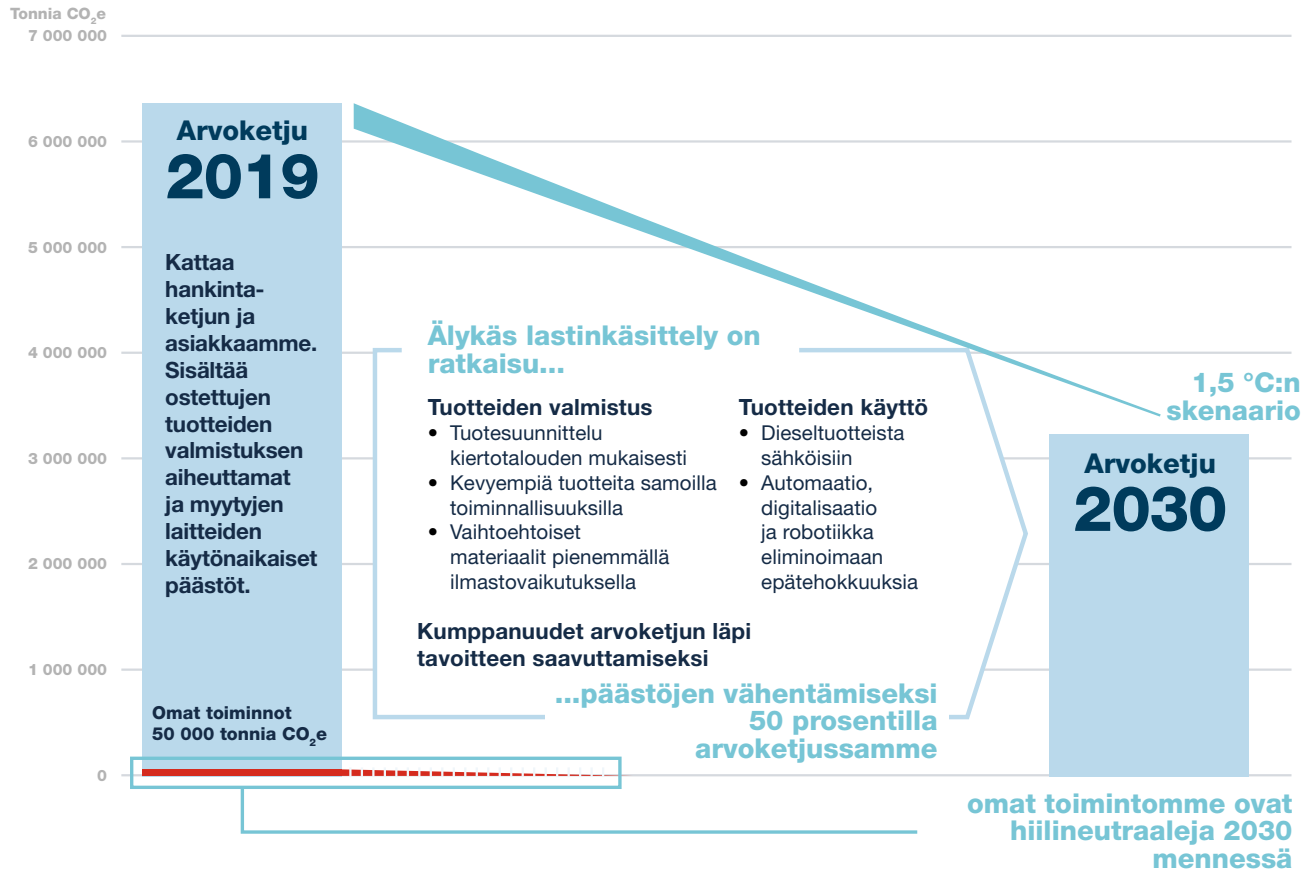 Tonnia CO₂e
7 000 000
6 000 000
5 000 000
4 000 000
3 000 000
2 000 000
1 000 000
0
Arvoketju
2019
Kattaa
hankinta-
ketjun ja
asiakkaamme.
Sisältää
ostettujen
tuotteiden
valmistuksen
aiheuttamat
ja myytyjen
laitteiden
käytönaikaiset
päästöt.
Omat toiminnot
50 000 tonnia CO₂e
Älykäs lastinkäsittely on
ratkaisu...
Tuotteiden valmistus
• Tuotesuunnittelu
kiertotalouden mukaisesti
• Kevyempiä tuotteita samoilla
toiminnallisuuksilla
• Vaihtoehtoiset
materiaalit pienemmällä
ilmastovaikutuksella
Tuotteiden käyttö
• Dieseltuotteista
sähköisiin
• Automaatio,
digitalisaatio
ja robotiikka
eliminoimaan
epätehokkuuksia
Kumppanuudet arvoketjun läpi
tavoitteen saavuttamiseksi
...päästöjen vähentämiseksi
50 prosentilla
arvoketjussamme
1,5 °C:n
skenaario
Arvoketju
2030
omat toimintomme ovat
hiilineutraaleja 2030
mennessä